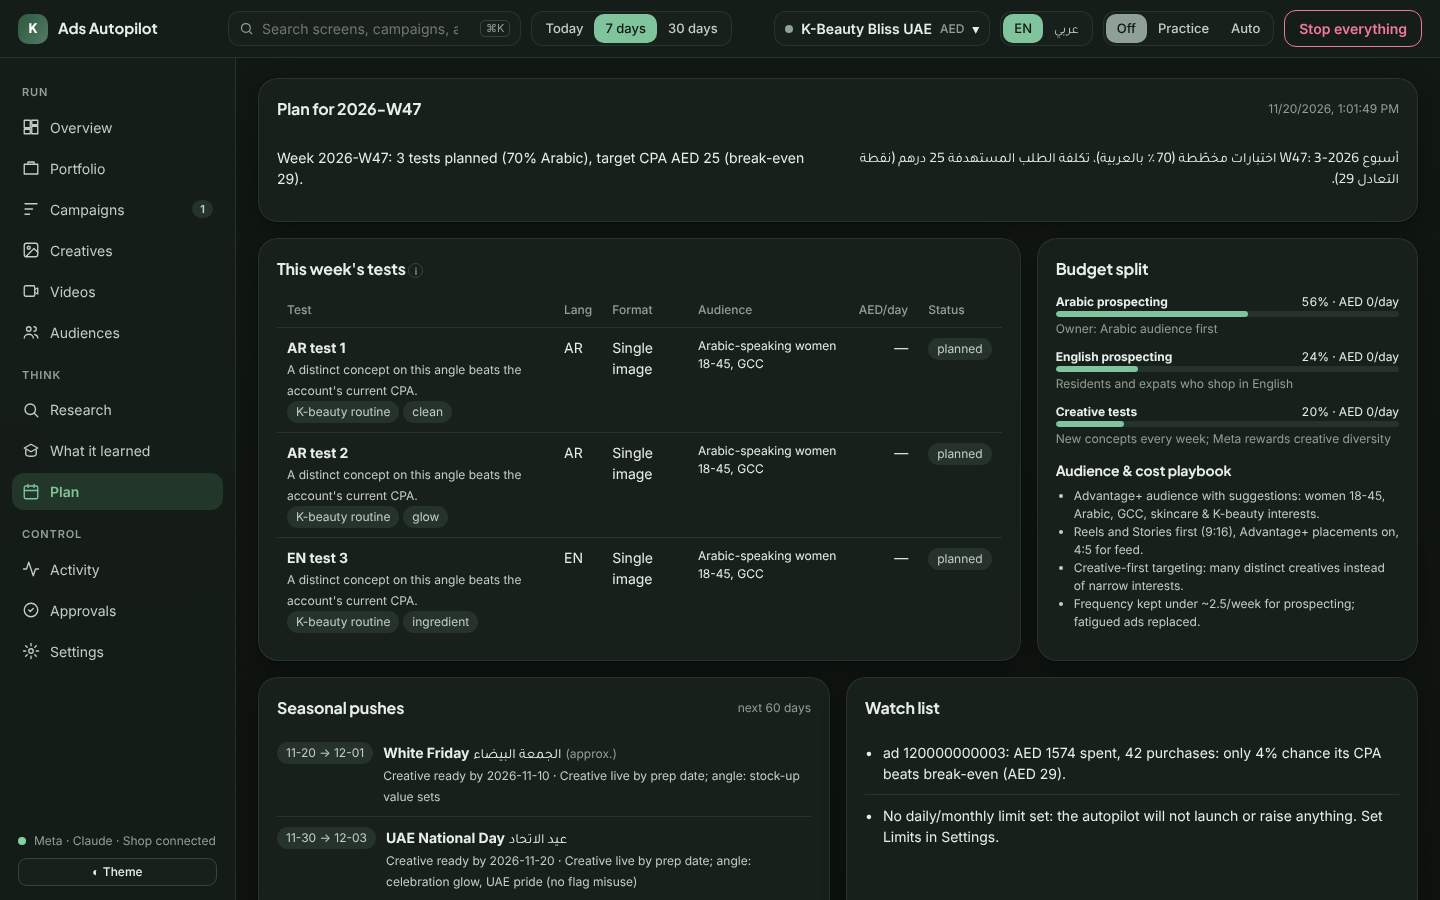 K Ads Autopilot
Search screens, campaigns, a ⌘K
Today 7 days 30 days
K-Beauty Bliss UAE AED ▾
EN عربي
Off Practice Auto
Stop everything
RUN
Overview
Portfolio
Campaigns 1
Creatives
Videos
Audiences
THINK
Research
What it learned
Plan
CONTROL
Activity
Approvals
Settings
Meta · Claude · Shop connected
Theme
Plan for 2026-W47 11/20/2026, 1:01:49 PM
Week 2026-W47: 3 tests planned (70% Arabic), target CPA AED 25 (break-even
29).
أسبوع 2026-W47: 3 اختبارات مخطّطة (70٪ بالعربية). تكلفة الطلب المستهدفة 25 درهم (نقطة
التعادل 29).
This week's tests i
Test Lang Format Audience AED/day Status
AR test 1 AR Single Arabic-speaking women — planned
image 18-45, GCC
A distinct concept on this angle beats the
account's current CPA.
K-beauty routine clean
AR test 2 AR Single Arabic-speaking women — planned
image 18-45, GCC
A distinct concept on this angle beats the
account's current CPA.
K-beauty routine glow
EN test 3 EN Single Arabic-speaking women — planned
image 18-45, GCC
A distinct concept on this angle beats the
account's current CPA.
K-beauty routine ingredient
Budget split
Arabic prospecting 56% · AED 0/day
Owner: Arabic audience first
English prospecting 24% · AED 0/day
Residents and expats who shop in English
Creative tests 20% · AED 0/day
New concepts every week; Meta rewards creative diversity
Audience & cost playbook
• Advantage+ audience with suggestions: women 18-45,
Arabic, GCC, skincare & K-beauty interests.
• Reels and Stories first (9:16), Advantage+ placements on,
4:5 for feed.
• Creative-first targeting: many distinct creatives instead
of narrow interests.
• Frequency kept under ~2.5/week for prospecting;
fatigued ads replaced.
Seasonal pushes next 60 days
11-20 → 12-01 White Friday الجمعة البيضاء (approx.)
Creative ready by 2026-11-10 · Creative live by prep date; angle: stock-up
value sets
11-30 → 12-03 UAE National Day عيد الاتحاد
Creative ready by 2026-11-20 · Creative live by prep date; angle:
celebration glow, UAE pride (no flag misuse)
Watch list
• ad 120000000003: AED 1574 spent, 42 purchases: only 4% chance its CPA
beats break-even (AED 29).
• No daily/monthly limit set: the autopilot will not launch or raise anything. Set
Limits in Settings.